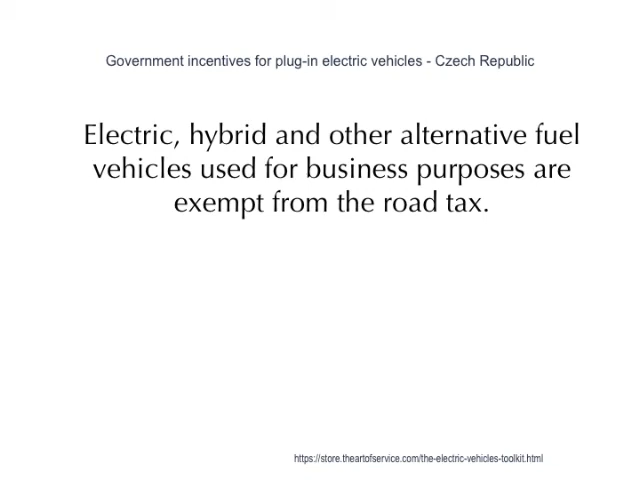 Government incentives for plug-in electric vehicles - Czech Republic
Electric, hybrid and other alternative fuel
vehicles used for business purposes are
exempt from the road tax.
https://store.theartofservice.com/the-electric-vehicles-toolkit.html